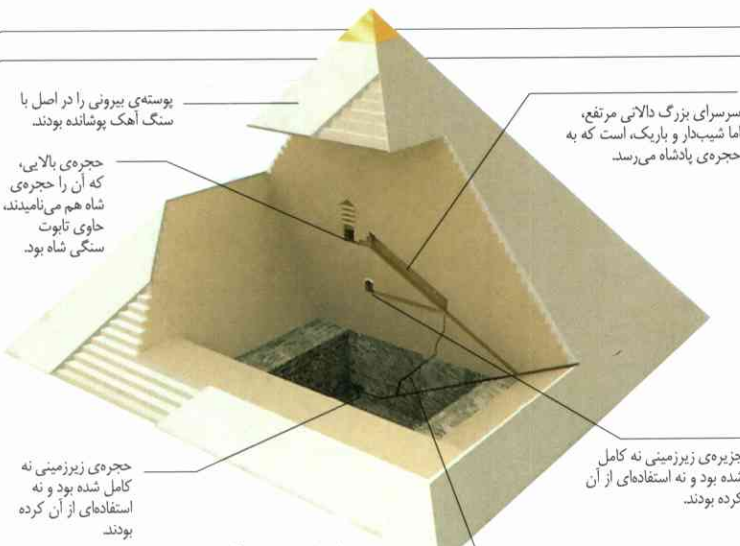 پوسته‌ی بیرونی را در اصل با
سنگ آهک پوشانده بودند.
سرسرای بزرگ دالانی مرتفع،
اما شیب‌دار و باریک، است که به
حجره‌ی پادشاه می‌رسد.
حجره‌ی بالایی،
که آن را حجره‌ی
شاه هم می‌نامیدند،
حاوی تابوت
سنگی شاه بود.
جزیره‌ی زیرزمینی نه کامل
شده بود و نه استفاده‌ای از آن
کرده بودند.
حجره‌ی زیرزمینی نه
کامل شده بود و نه
استفاده‌ای از آن کرده
بودند.